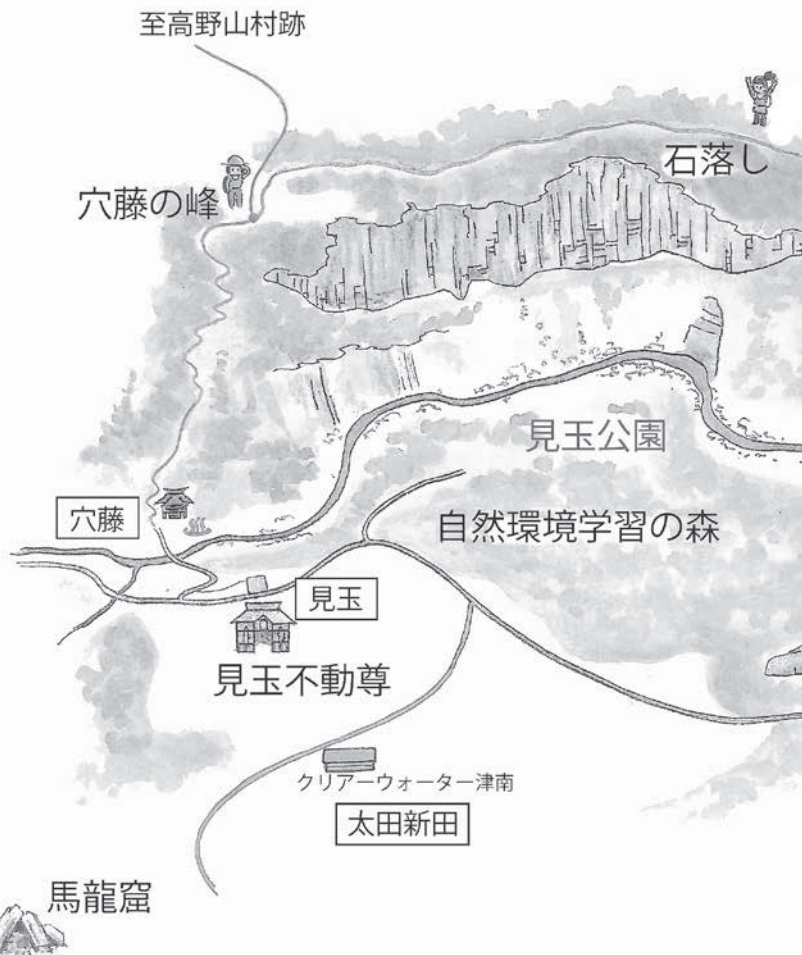 至高野山村跡
石落し
穴藤の峰
見玉公園
穴藤
自然環境学習の森
見玉
見玉不動尊
クリアーウォーター津南
太田新田
馬龍窟